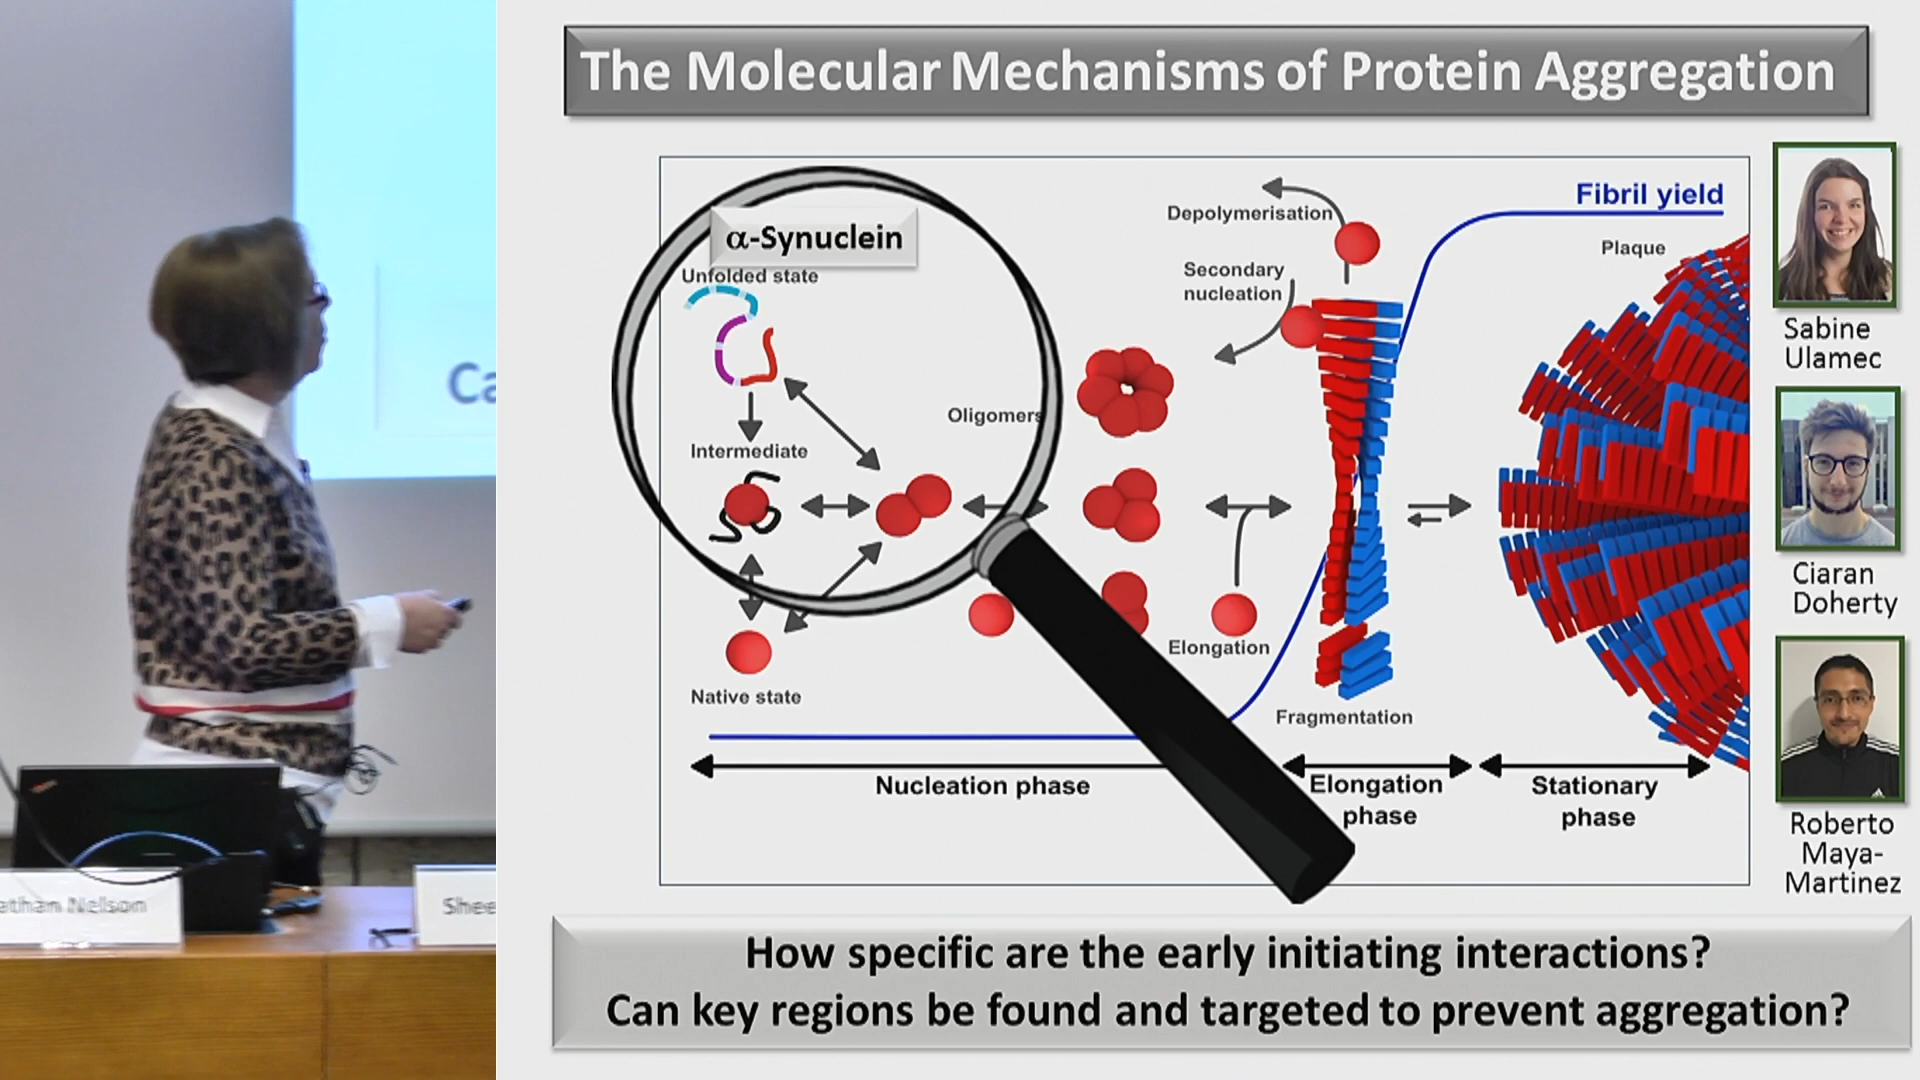 The Molecular Mechanisms of Protein Aggregation
α-Synuclein
Unfolded state
Intermediate
Native state
Oligomers
Depolymerisation
Secondary
nucleation
Elongation
Fragmentation
Fibril yield
Plaque
Nucleation phase
Elongation
phase
Stationary
phase
Sabine
Ulamec
Ciaran
Doherty
Roberto
Maya-
Martinez
How specific are the early initiating interactions?
Can key regions be found and targeted to prevent aggregation?
Ca
Nelson
Shee